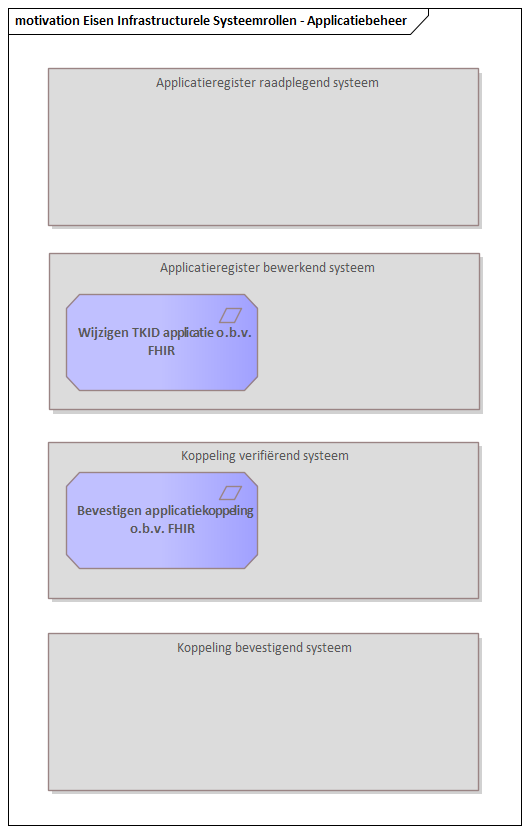 motivation Eisen Infrastructurele Systeemrollen - Applicatiebeheer
Applicatieregister raadplegend systeem
Applicatieregister bewerkend systeem
Wijzigen TKID applicatie o.b.v.
FHIR
Koppeling verifiërend systeem
Bevestigen applicatiekoppeling
o.b.v. FHIR
Koppeling bevestigend systeem